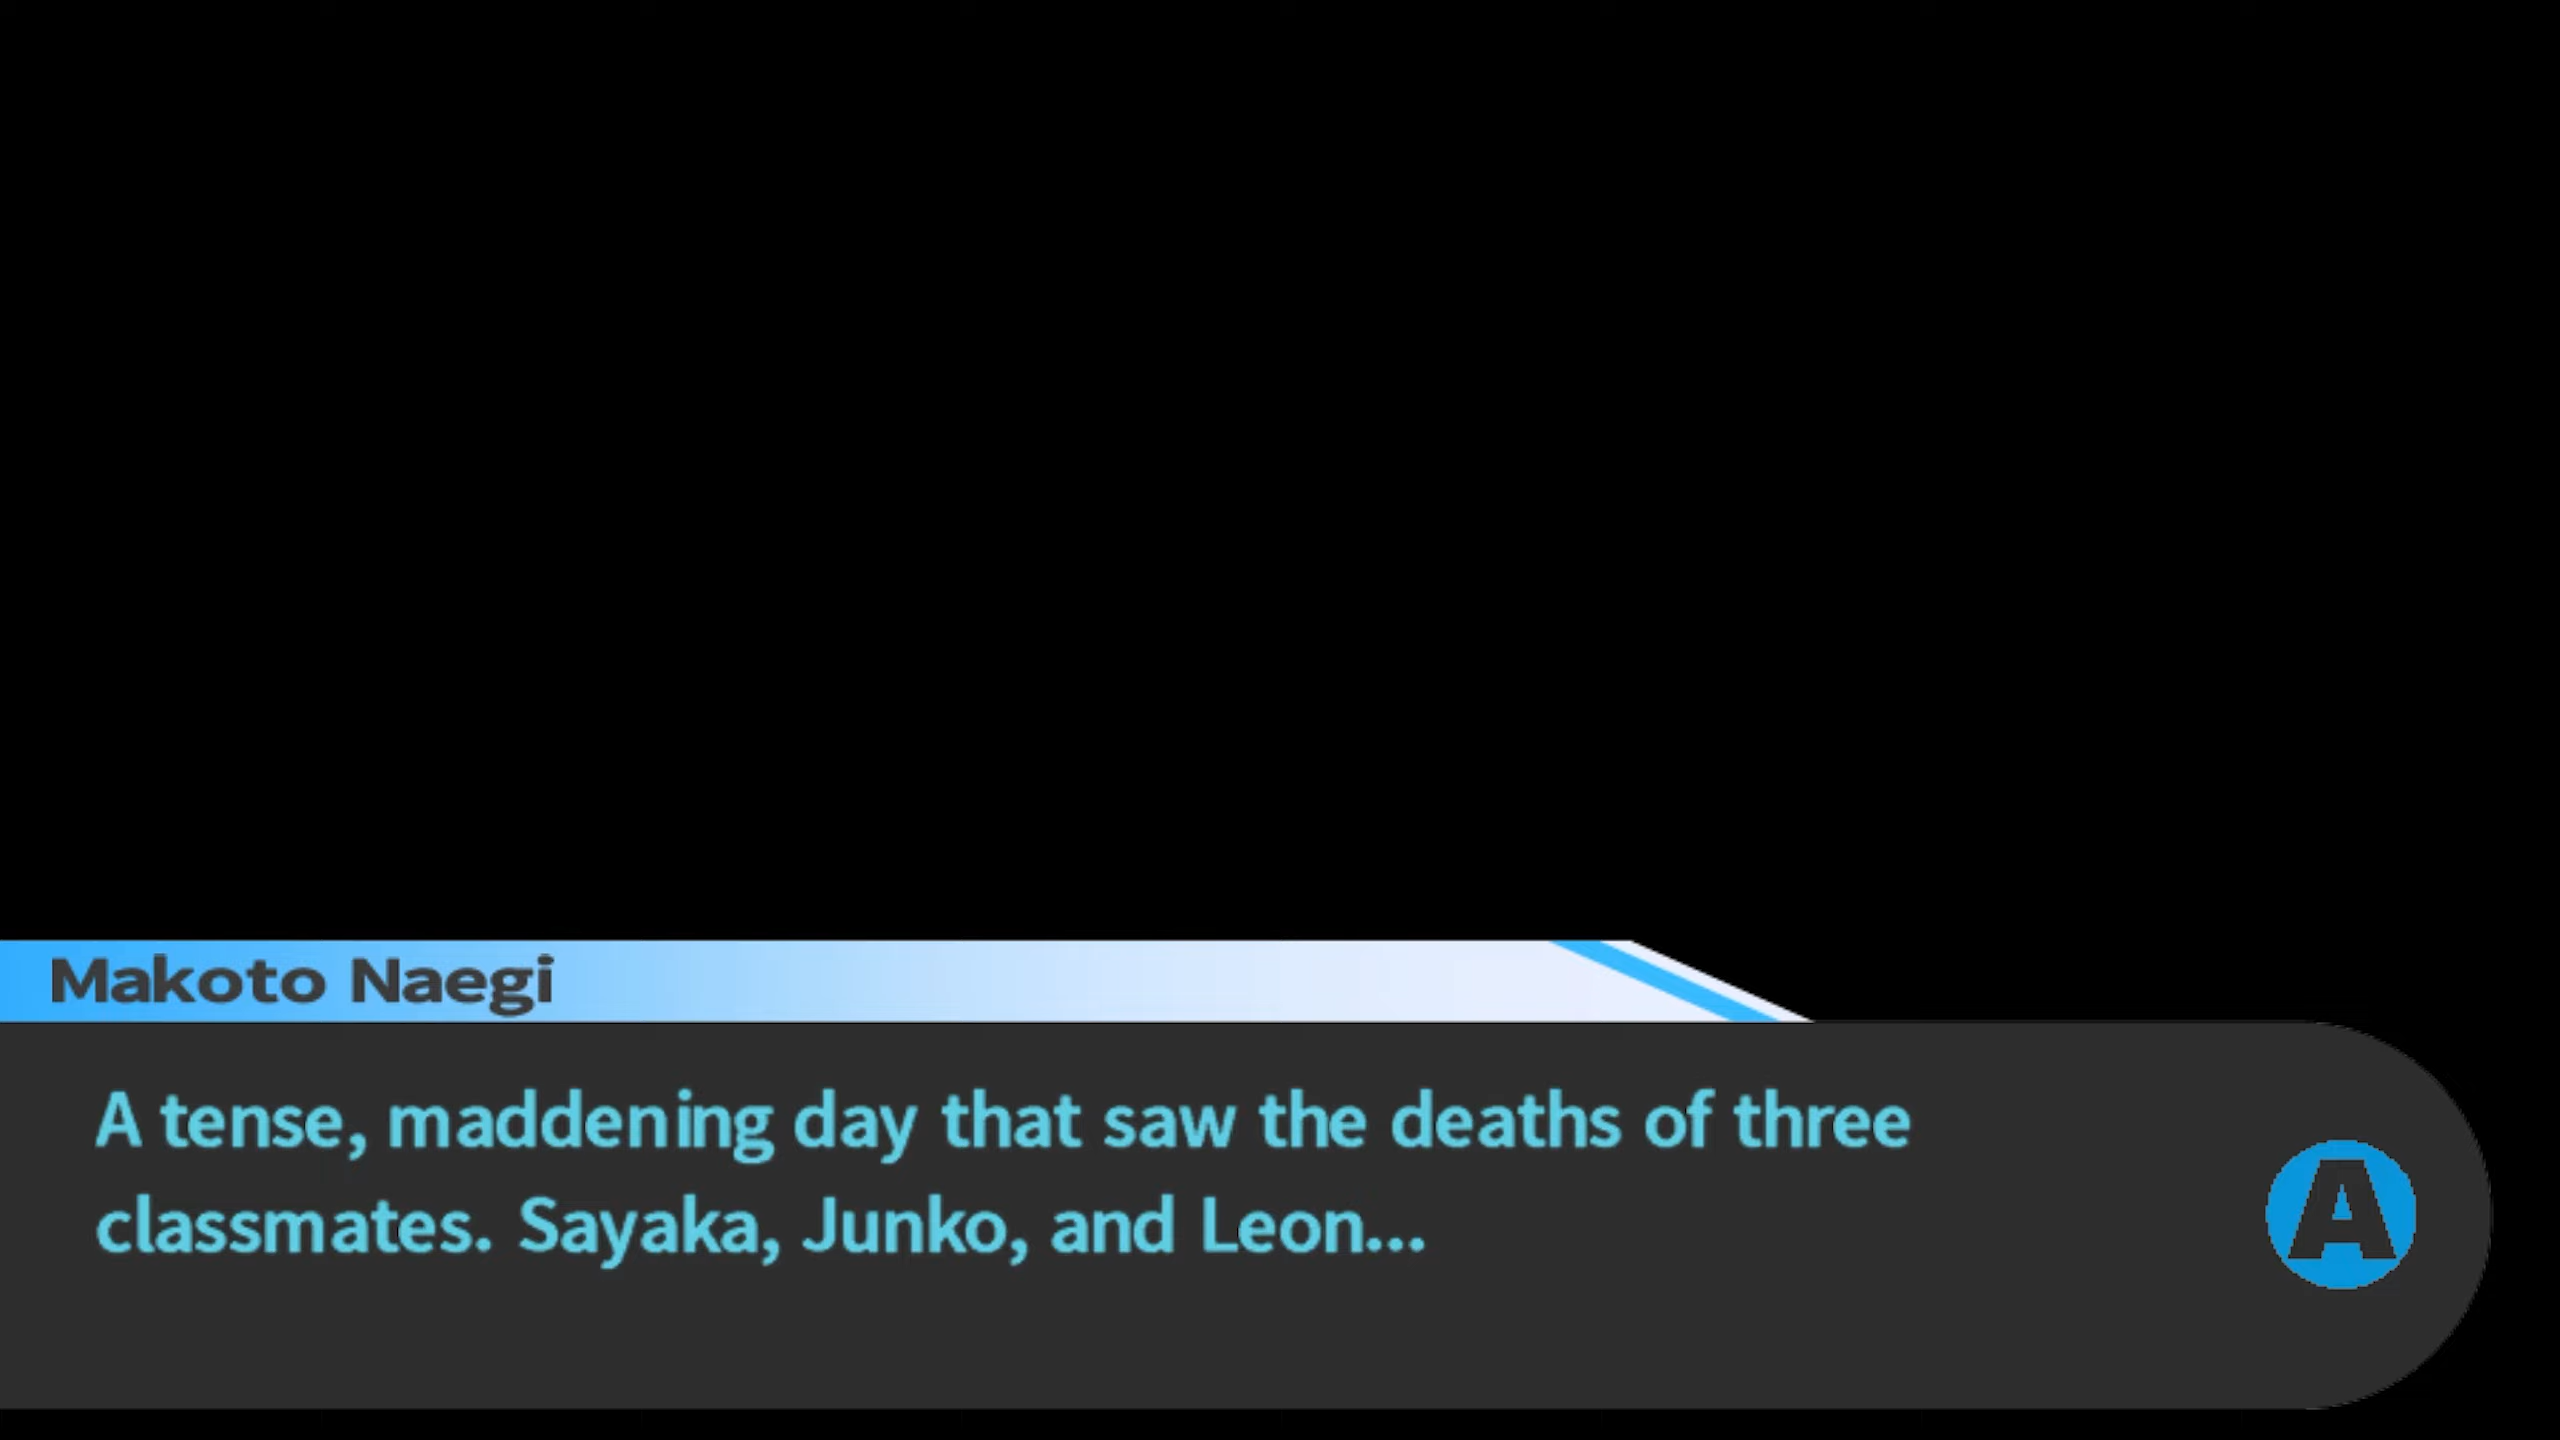 Makoto Naegi
A tense, maddening day that saw the deaths of three
classmates. Sayaka, Junko, and Leon...
A